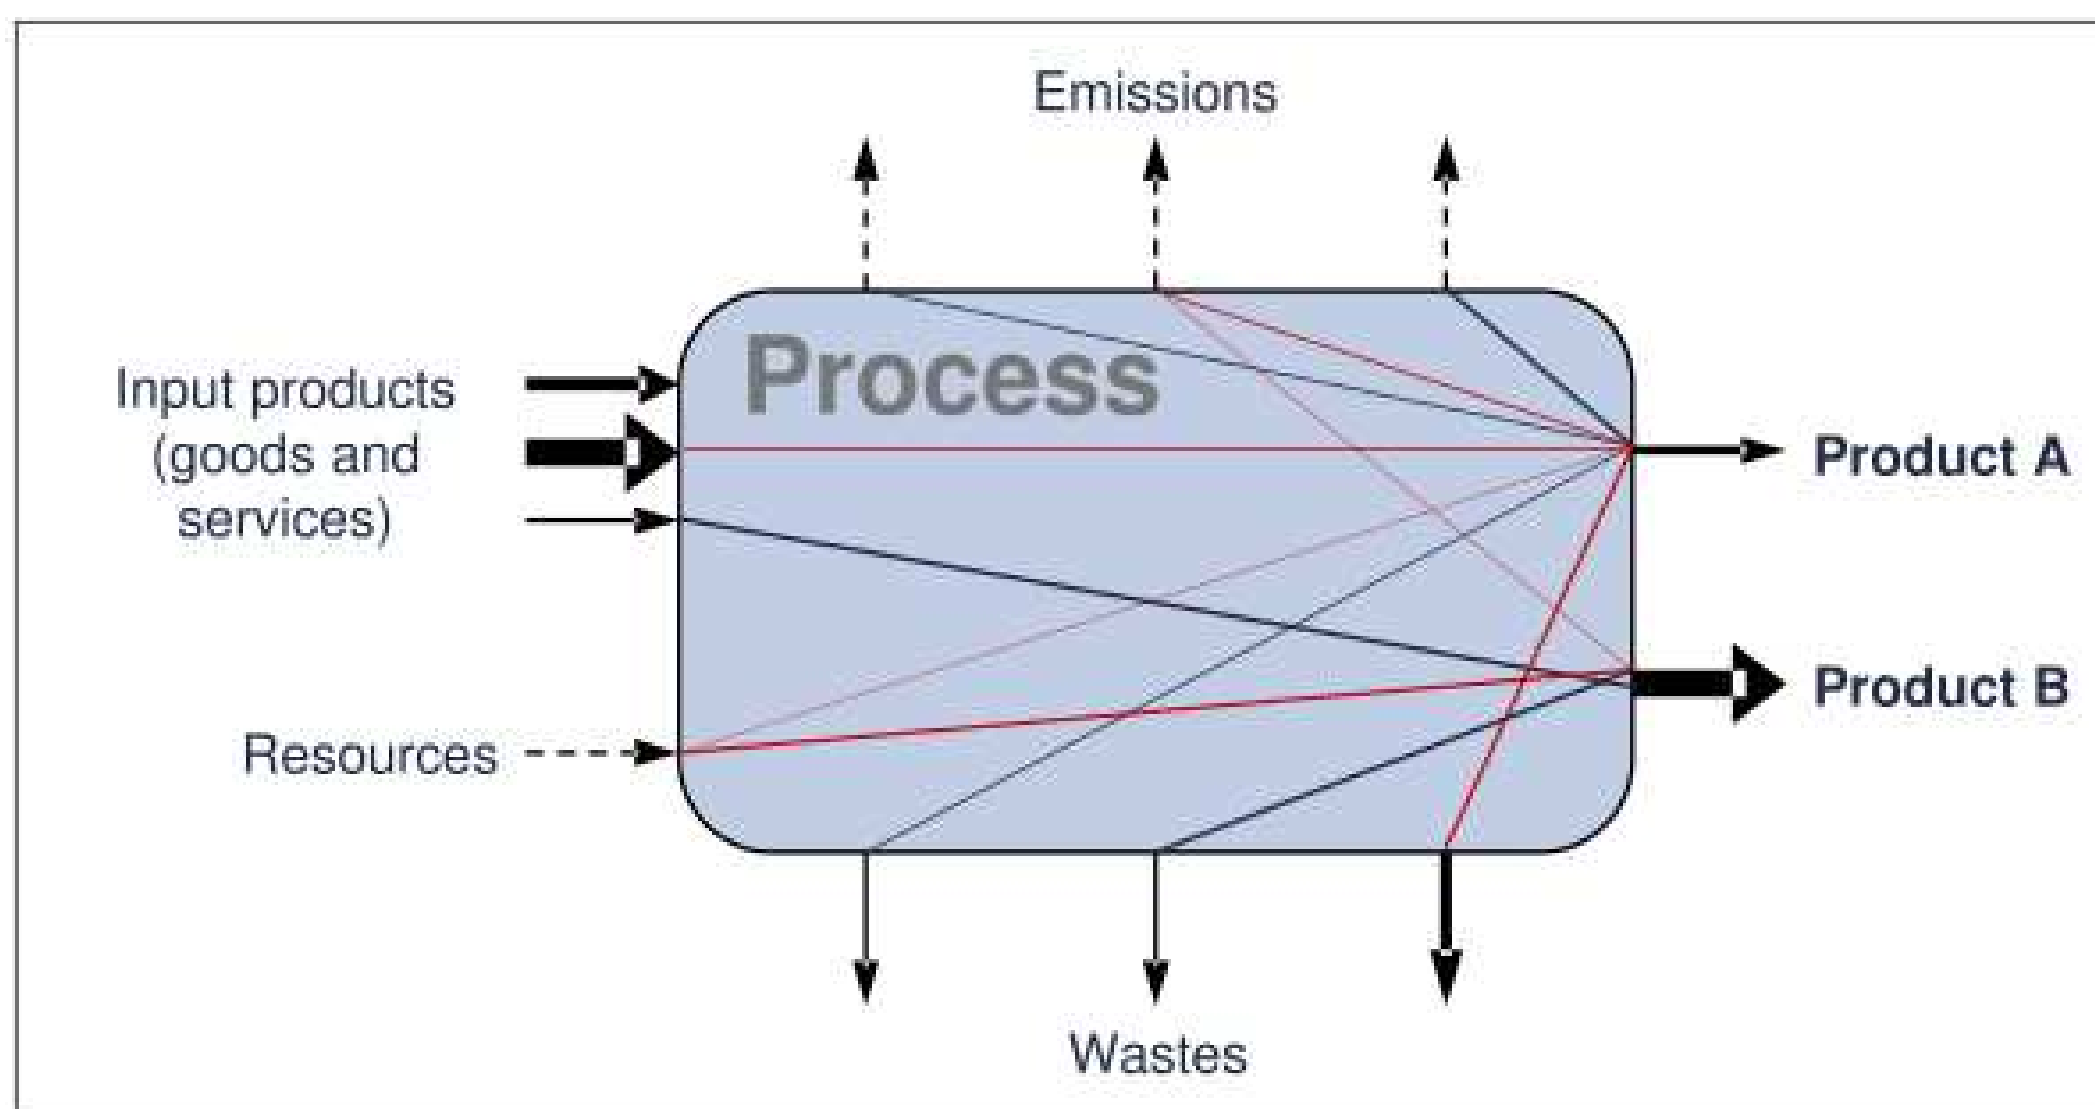 Emissions
Process
Input products
(goods and
services)
Product A
Product B
Resources
Wastes